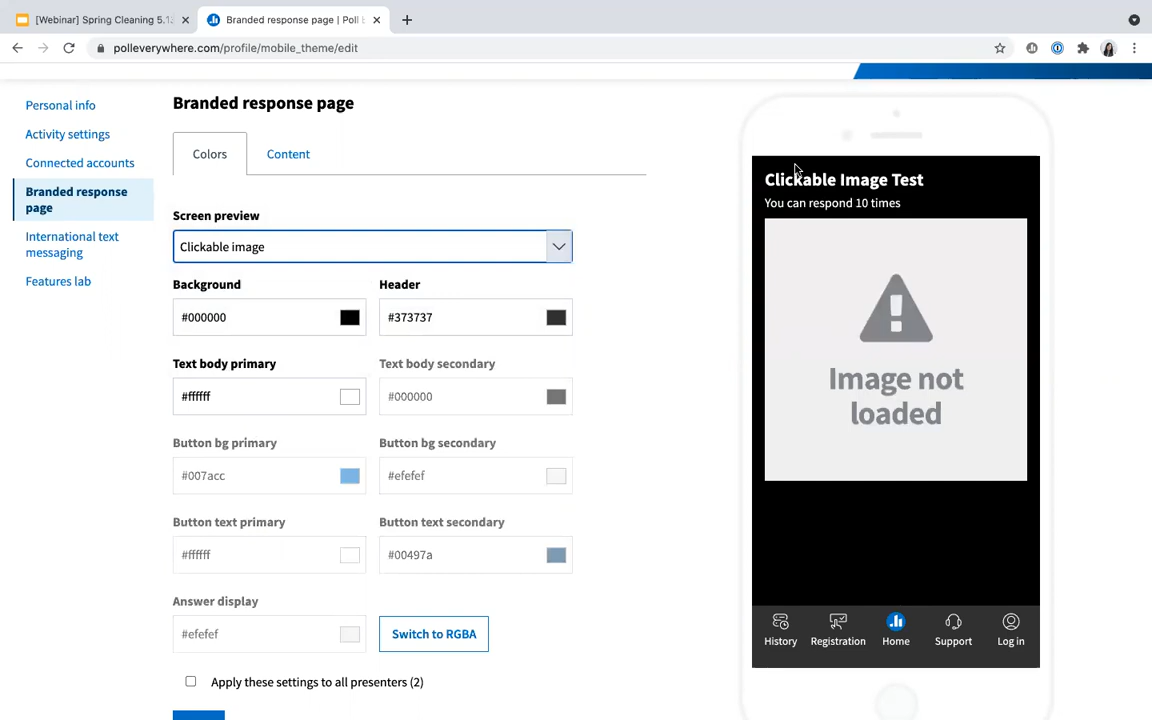 [Webinar] Spring Cleaning 5.1
Branded response page | Poll
polleverywhere.com/profile/mobile_theme/edit
Personal info
Activity settings
Connected accounts
Branded response
page
International text
messaging
Features lab
Branded response page
Colors
Content
Screen preview
Clickable image
Background
Header
#000000
#373737
Text body primary
Text body secondary
#ffffff
#000000
Button bg primary
Button bg secondary
#007acc
#efefef
Button text primary
Button text secondary
#ffffff
#00497a
Answer display
#efefef
Switch to RGBA
Apply these settings to all presenters (2)
Clickable Image Test
You can respond 10 times
Image not
loaded
History
Registration
Home
Support
Log in